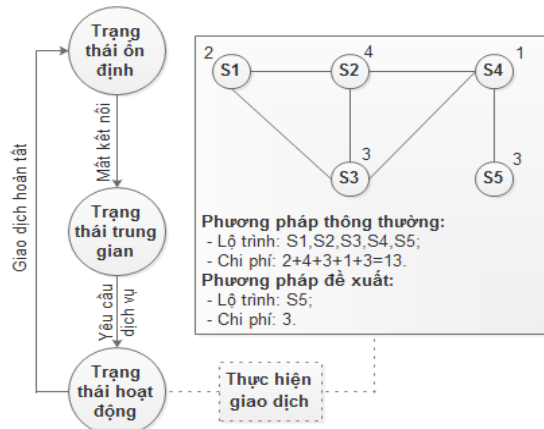 Trạng
thái ổn
định
Mất kết nối
Trạng
thái trung
gian
Yêu cầu
dịch vụ
Trạng
thái hoạt
động
Giao dịch hoàn tất
Thực hiện
giao dịch
2
S1
4
S2
1
S4
3
S3
3
S5
Phương pháp thông thường:
- Lộ trình: S1,S2,S3,S4,S5;
- Chi phí: 2+4+3+1+3=13.
Phương pháp đề xuất:
- Lộ trình: S5;
- Chi phí: 3.